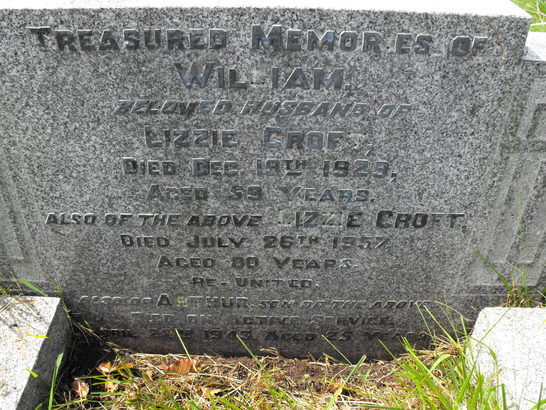 TREASURED MEMORIES OF
WILLIAM,
BELOVED HUSBAND OF
LIZZIE CROFT,
DIED DEC. 19TH 1929,
AGED 59 YEARS.
ALSO OF THE ABOVE LIZZIE CROFT,
DIED JULY 26TH 1957,
AGED 80 YEARS.
RE-UNITED.
ALSO OF ARTHUR, SON OF THE ABOVE
DIED ON ACTIVE SERVICE,
1943, AGED